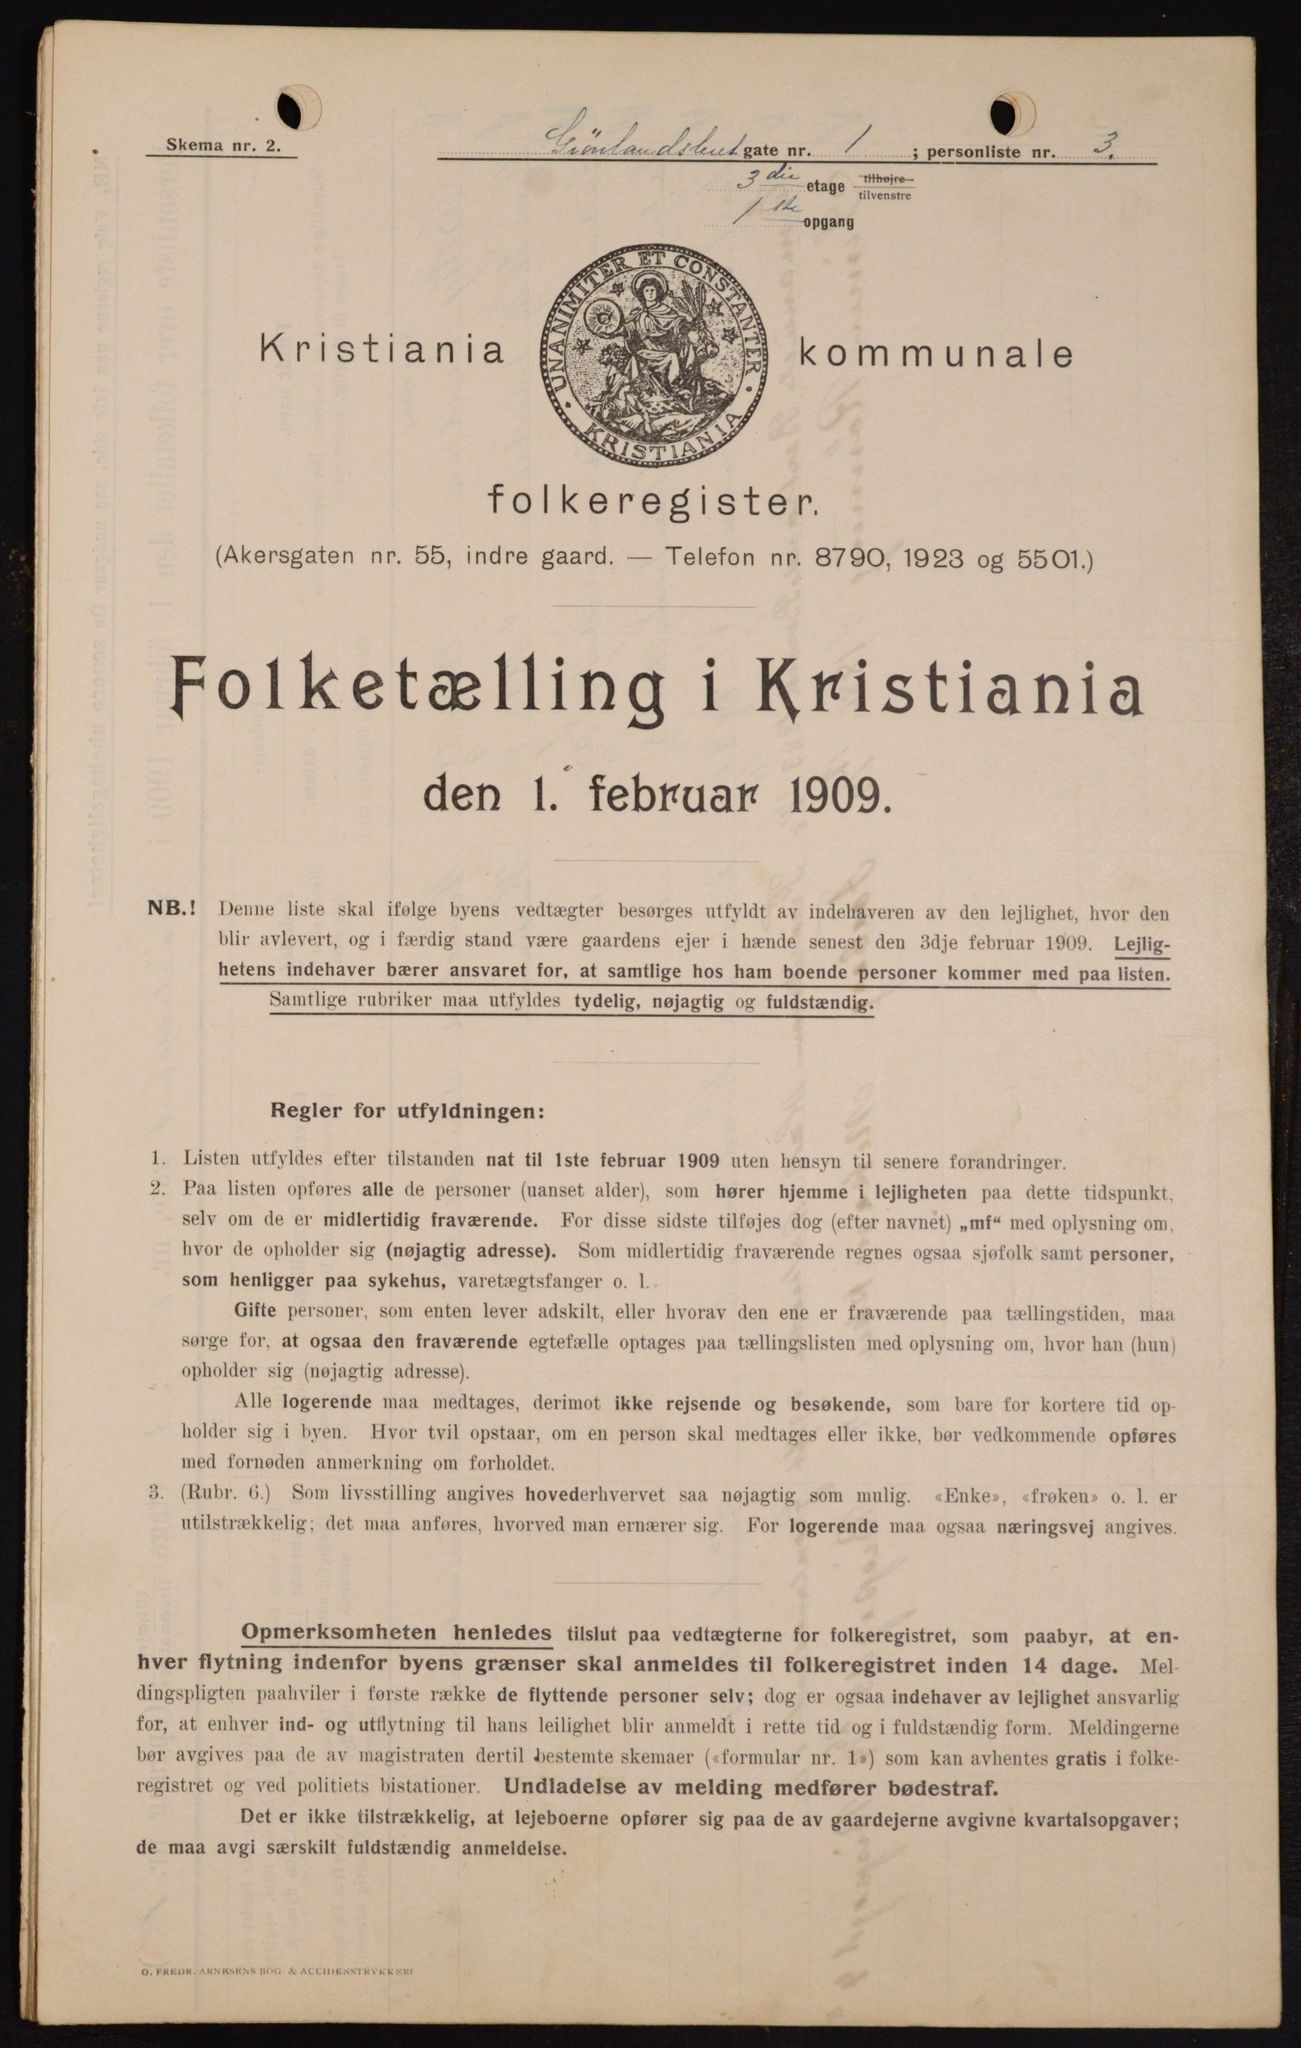 Skema nr. 2.
Grønlandsleret gate nr. 1 ; personliste nr. 3.
3 die etage tilhøjre
tilvenstre
1 ste opgang
UNANIMITER ET CONSTANTER
KRISTIANIA
Kristiania kommunale
folkeregister.
(Akersgaten nr. 55, indre gaard. — Telefon nr. 8790, 1923 og 5501.)
Folketælling i Kristiania
den 1. februar 1909.
NB.! Denne liste skal ifølge byens vedtægter besørges utfyldt av indehaveren av den lejlighet, hvor den
blir avlevert, og i færdig stand være gaardens ejer i hænde senest den 3dje februar 1909. Lejlig-
hetens indehaver bærer ansvaret for, at samtlige hos ham boende personer kommer med paa listen.
Samtlige rubriker maa utfyldes tydelig, nøjagtig og fuldstændig.
Regler for utfyldningen:
1. Listen utfyldes efter tilstanden nat til 1ste februar 1909 uten hensyn til senere forandringer.
2. Paa listen opføres alle de personer (uanset alder), som hører hjemme i lejligheten paa dette tidspunkt,
selv om de er midlertidig fraværende. For disse sidste tilføjes dog (efter navnet) „mf“ med oplysning om,
hvor de opholder sig (nøjagtig adresse). Som midlertidig fraværende regnes ogsaa sjøfolk samt personer,
som henligger paa sykehus, varetægtsfanger o. l.
Gifte personer, som enten lever adskilt, eller hvorav den ene er fraværende paa tællingstiden, maa
sørge for, at ogsaa den fraværende egtefælle optages paa tællingslisten med oplysning om, hvor han (hun)
opholder sig (nøjagtig adresse).
Alle logerende maa medtages, derimot ikke rejsende og besøkende, som bare for kortere tid op-
holder sig i byen. Hvor tvil opstaar, om en person skal medtages eller ikke, bør vedkommende opføres
med fornøden anmerkning om forholdet.
3. (Rubr. 6.) Som livsstilling angives hovederhvervet saa nøjagtig som mulig. «Enke», «frøken» o. l. er
utilstrækkelig; det maa anføres, hvorved man ernærer sig. For logerende maa ogsaa næringsvej angives.
Opmerksomheten henledes tilslut paa vedtægterne for folkeregistret, som paabyr, at en-
hver flytning indenfor byens grænser skal anmeldes til folkeregistret inden 14 dage. Mel-
dingspligten paahviler i første række de flyttende personer selv; dog er ogsaa indehaver av lejlighet ansvarlig
for, at enhver ind- og utflytning til hans leilighet blir anmeldt i rette tid og i fuldstændig form. Meldingerne
bør avgives paa de av magistraten dertil bestemte skemaer («formular nr. 1») som kan avhentes gratis i folke-
registret og ved politiets bistationer. Undladelse av melding medfører bødestraf.
Det er ikke tilstrækkelig, at lejeboerne opfører sig paa de av gaardejerne avgivne kvartalsopgaver;
de maa avgi særskilt fuldstændig anmeldelse.
O. FREDR. ARNESENS BOG- & ACCIDENSTRYKKERI